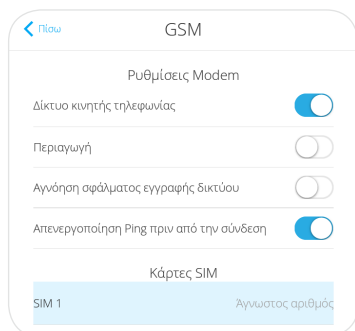 Πίσω
GSM
Ρυθμίσεις Modem
Δίκτυο κινητής τηλεφωνίας
Περιαγωγή
Αγνόηση σφάλματος εγγραφής δικτύου
Απενεργοποίηση Ping πριν από την σύνδεση
Κάρτες SIM
SIM 1 Άγνωστος αριθμός